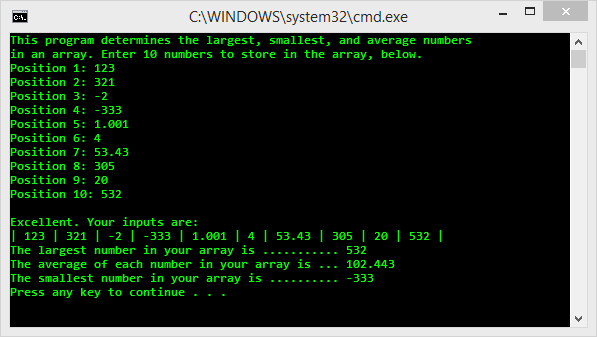 C:\WINDOWS\system32\cmd.exe
This program determines the largest, smallest, and average numbers
in an array. Enter 10 numbers to store in the array, below.
Position 1: 123
Position 2: 321
Position 3: -2
Position 4: -333
Position 5: 1.001
Position 6: 4
Position 7: 53.43
Position 8: 305
Position 9: 20
Position 10: 532
Excellent. Your inputs are:
| 123 | 321 | -2 | -333 | 1.001 | 4 | 53.43 | 305 | 20 | 532 |
The largest number in your array is ........... 532
The average of each number in your array is ... 102.443
The smallest number in your array is .......... -333
Press any key to continue . . .